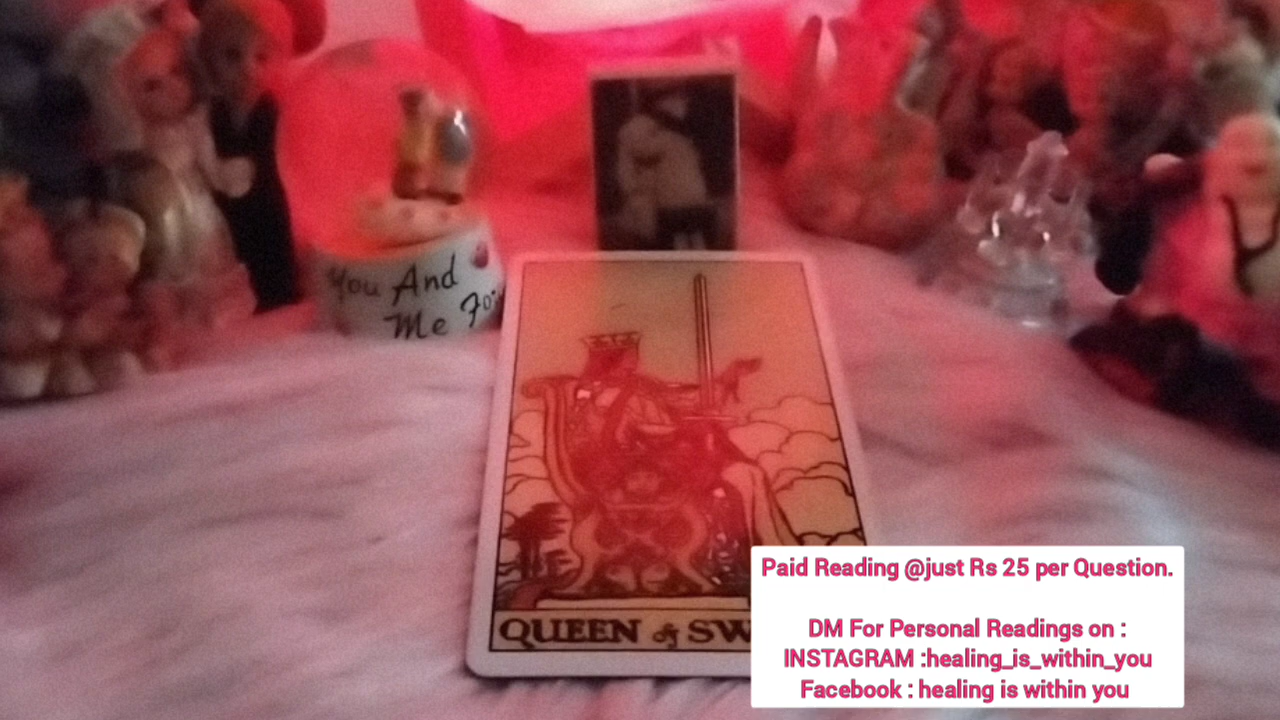 You And
Me Fo
QUEEN of SW
Paid Reading @just Rs 25 per Question.
DM For Personal Readings on :
INSTAGRAM :healing_is_within_you
Facebook : healing is within you